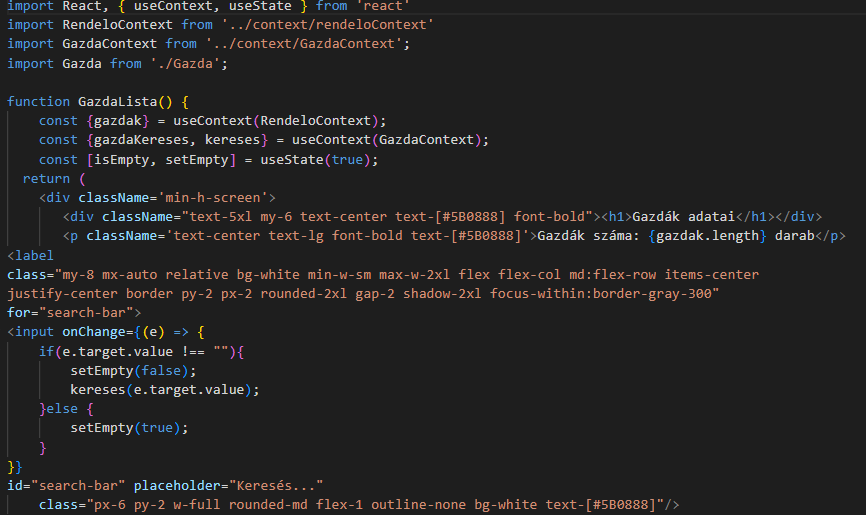 import React, { useContext, useState } from 'react'
import RendeloContext from '../context/rendeloContext'
import GazdaContext from '../context/GazdaContext';
import Gazda from './Gazda';

function GazdaLista() {
    const {gazdak} = useContext(RendeloContext);
    const {gazdaKereses, kereses} = useContext(GazdaContext);
    const [isEmpty, setEmpty] = useState(true);
  return (
    <div className='min-h-screen'>
       <div className="text-5xl my-6 text-center text-[#5B0888] font-bold"><h1>Gazdák adatai</h1></div>
       <p className='text-center text-lg font-bold text-[#5B0888]'>Gazdák száma: {gazdak.length} darab</p>
<label
class="my-8 mx-auto relative bg-white min-w-sm max-w-2xl flex flex-col md:flex-row items-center
justify-center border py-2 px-2 rounded-2xl gap-2 shadow-2xl focus-within:border-gray-300"
for="search-bar">
<input onChange={(e) => {
    if(e.target.value !== ""){
        setEmpty(false);
        kereses(e.target.value);
    }else {
        setEmpty(true);
    }
}}
id="search-bar" placeholder="Keresés..."
    class="px-6 py-2 w-full rounded-md flex-1 outline-none bg-white text-[#5B0888]"/>